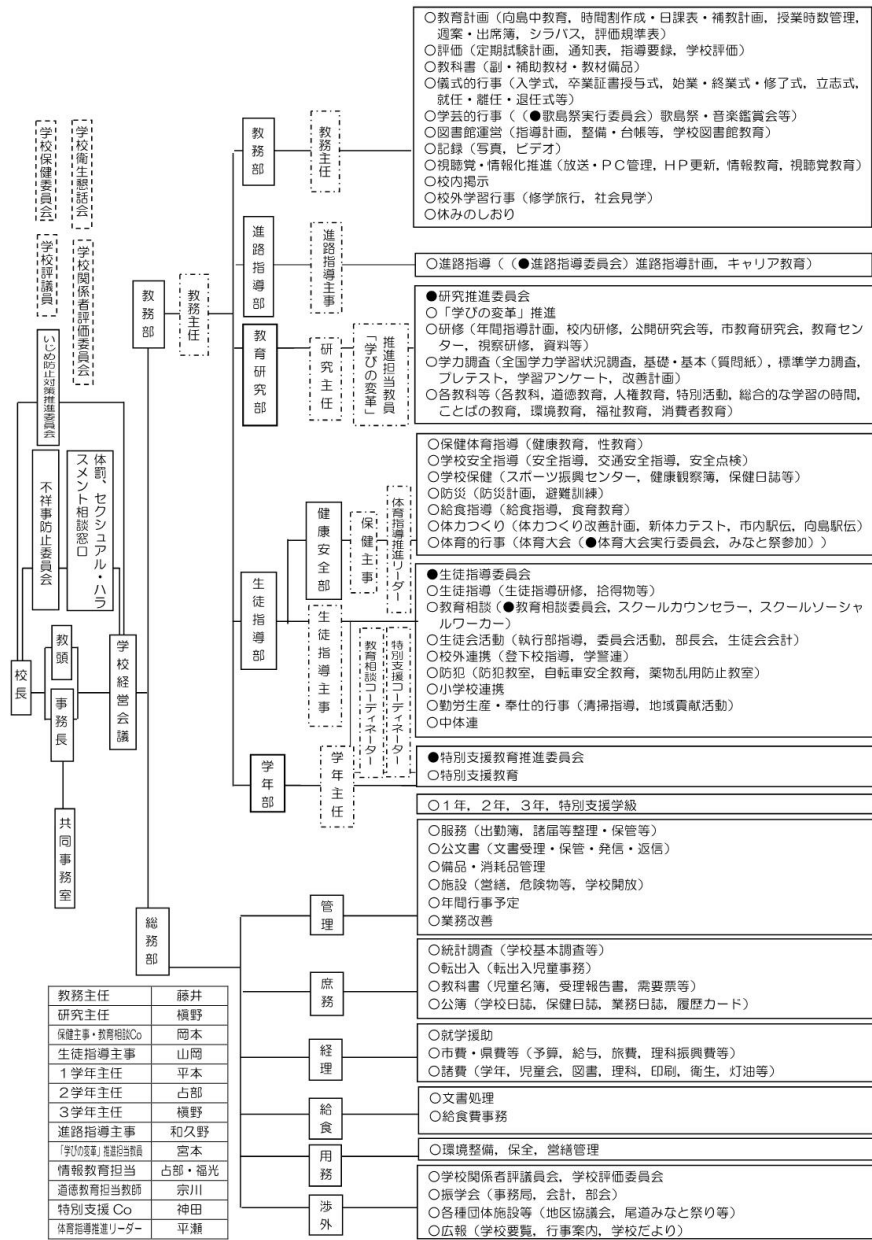 学校保健委員会
学校衛生懇話会
学校評議員
学校関係者評価委員会
いじめ防止対策推進委員会
不祥事防止委員会
体罰、セクシュアル・ハラ
スメント相談窓口
校長
教頭
事務長
学校経営会議
共同事務室
教務部
教務主任
教務部
教務主任
○教育計画(向島中教育,時間割作成・日課表・補教計画,授業時数管理,
週案・出席簿,シラバス,評価規準表)
○評価(定期試験計画,通知表,指導要録,学校評価)
○教科書(副・補助教材・教材備品)
○儀式的行事(入学式,卒業証書授与式,始業・終業式・修了式,立志式,
就任・離任・退任式等)
○学芸的行事((●歌島祭実行委員会)歌島祭・音楽鑑賞会等)
○図書館運営(指導計画,整備・台帳等,学校図書館教育)
○記録(写真,ビデオ)
○視聴覚・情報化推進(放送・PC管理,HP更新,情報教育,視聴覚教育)
○校内掲示
○校外学習行事(修学旅行,社会見学)
○休みのしおり
進路指導部
進路指導主事
○進路指導((●進路指導委員会)進路指導計画,キャリア教育)
教育研究部
研究主任
「学びの変革」
推進担当教員
●研究推進委員会
○「学びの変革」推進
○研修(年間指導計画,校内研修,公開研究会等,市教育研究会,教育セン
ター,視察研修,資料等)
○学力調査(全国学力学習状況調査,基礎・基本(質問紙),標準学力調査,
プレテスト,学習アンケート,改善計画)
○各教科等(各教科,道徳教育,人権教育,特別活動,総合的な学習の時間,
ことばの教育,環境教育,福祉教育,消費者教育)
生徒指導部
健康安全部
保健主事
体育指導推進リーダー
○保健体育指導(健康教育,性教育)
○学校安全指導(安全指導,交通安全指導,安全点検)
○学校保健(スポーツ振興センター,健康観察簿,保健日誌等)
○防災(防災計画,避難訓練)
○給食指導(給食指導,食育教育)
○体力つくり(体力つくり改善計画,新体力テスト,市内駅伝,向島駅伝)
○体育的行事(体育大会(●体育大会実行委員会,みなと祭参加))
生徒指導主事
教育相談コーディネーター
特別支援コーディネーター
●生徒指導委員会
○生徒指導(生徒指導研修,拾得物等)
○教育相談(●教育相談委員会,スクールカウンセラー,スクールソーシャ
ルワーカー)
○生徒会活動(執行部指導,委員会活動,部長会,生徒会会計)
○校外連携(登下校指導,学警連)
○防犯(防犯教室,自転車安全教育,薬物乱用防止教室)
○小学校連携
○勤労生産・奉仕的行事(清掃指導,地域貢献活動)
○中体連
●特別支援教育推進委員会
○特別支援教育
学年部
学年主任
○1年,2年,3年,特別支援学級
総務部
管理
○服務(出勤簿,諸届等整理・保管等)
○公文書(文書受理・保管・発信・返信)
○備品・消耗品管理
○施設(営繕,危険物等,学校開放)
○年間行事予定
○業務改善
庶務
○統計調査(学校基本調査等)
○転出入(転出入児童事務)
○教科書(児童名簿,受理報告書,需要票等)
○公簿(学校日誌,保健日誌,業務日誌,履歴カード)
経理
○就学援助
○市費・県費等(予算,給与,旅費,理科振興費等)
○諸費(学年,児童会,図書,理科,印刷,衛生,灯油等)
給食
○文書処理
○給食費事務
用務
○環境整備,保全,営繕管理
渉外
○学校関係者評議員会,学校評価委員会
○振学会(事務局,会計,部会)
○各種団体施設等(地区協議会,尾道みなと祭り等)
○広報(学校要覧,行事案内,学校だより)
教務主任 藤井
研究主任 槇野
保健主事・教育相談Co 岡本
生徒指導主事 山岡
1学年主任 平本
2学年主任 占部
3学年主任 槇野
進路指導主事 和久野
「学びの変革」推進担当教員 宮本
情報教育担当 占部・福光
道徳教育担当教師 宗川
特別支援 Co 神田
体育指導推進リーダー 平瀬